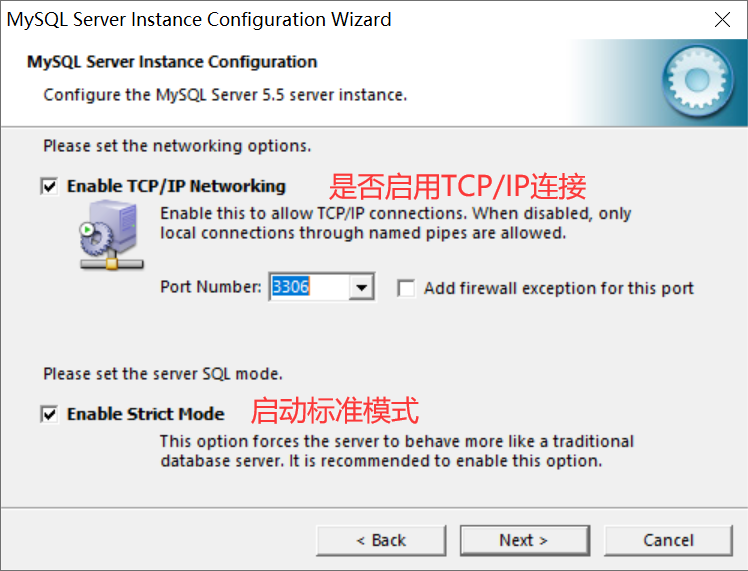 MySQL Server Instance Configuration Wizard
MySQL Server Instance Configuration
Configure the MySQL Server 5.5 server instance.
Please set the networking options.
Enable TCP/IP Networking 是否启用TCP/IP连接
Enable this to allow TCP/IP connections. When disabled, only
local connections through named pipes are allowed.
Port Number: 3306 Add firewall exception for this port
Please set the server SQL mode.
Enable Strict Mode 启动标准模式
This option forces the server to behave more like a traditional
database server. It is recommended to enable this option.
< Back Next > Cancel